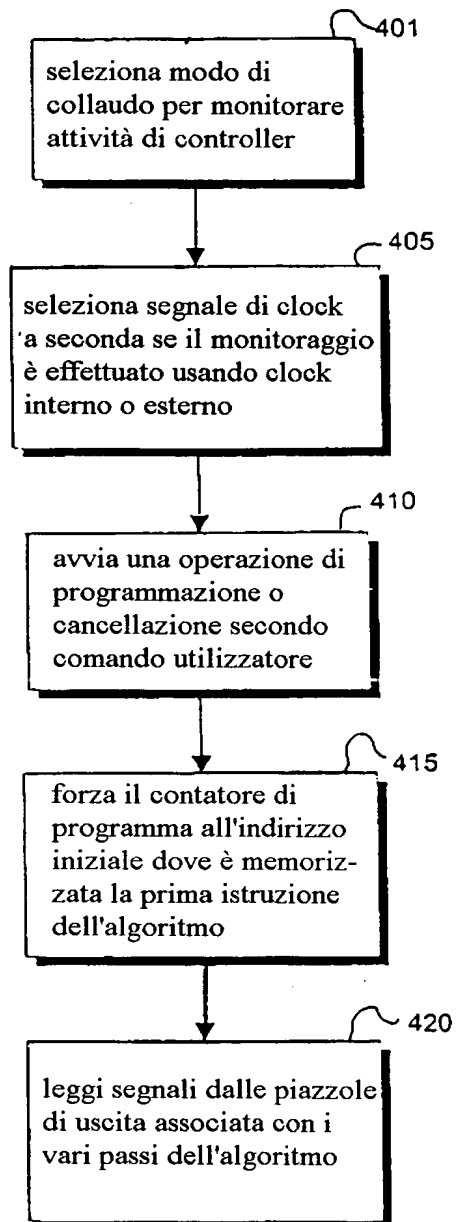 401
seleziona modo di
collaudo per monitorare
attività di controller
405
seleziona segnale di clock
a seconda se il monitoraggio
è effettuato usando clock
interno o esterno
410
avvia una operazione di
programmazione o
cancellazione secondo
comando utilizzatore
415
forza il contatore di
programma all'indirizzo
iniziale dove è memoriz-
zata la prima istruzione
dell'algoritmo
420
leggi segnali dalle piazzole
di uscita associata con i
vari passi dell'algoritmo